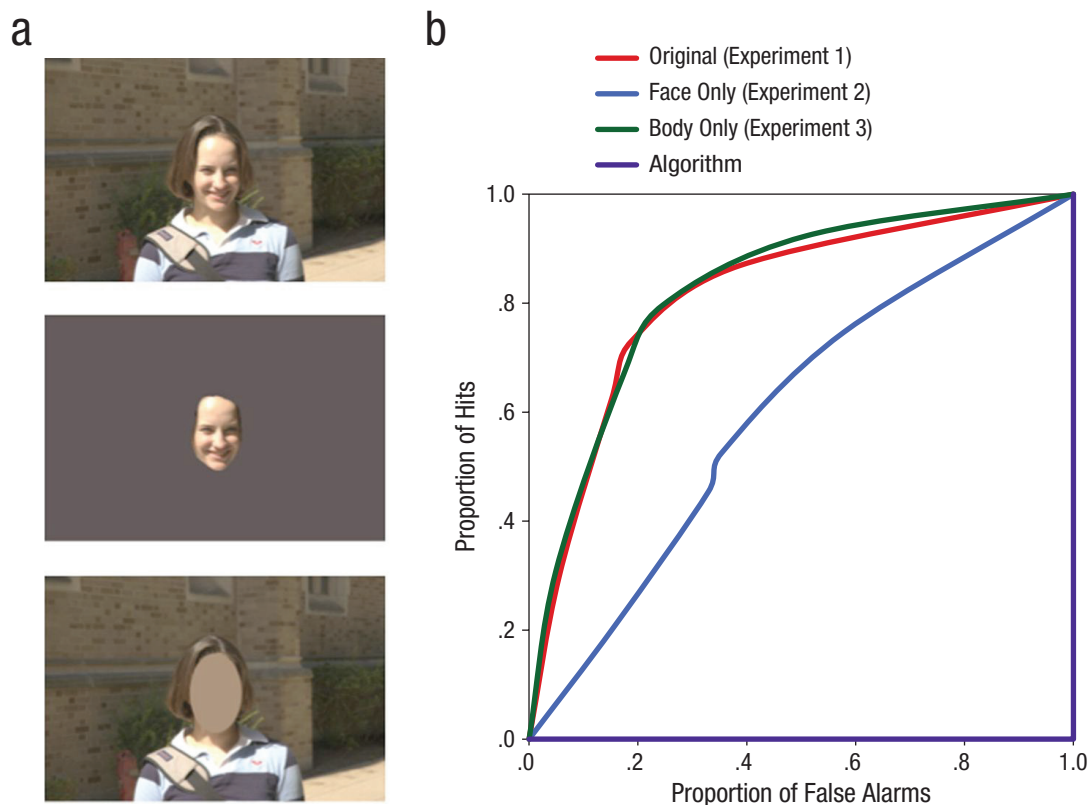 a
b
Original (Experiment 1)
Face Only (Experiment 2)
Body Only (Experiment 3)
Algorithm
1.0
.8
.6
.4
.2
.0
Proportion of Hits
.0 .2 .4 .6 .8 1.0
Proportion of False Alarms